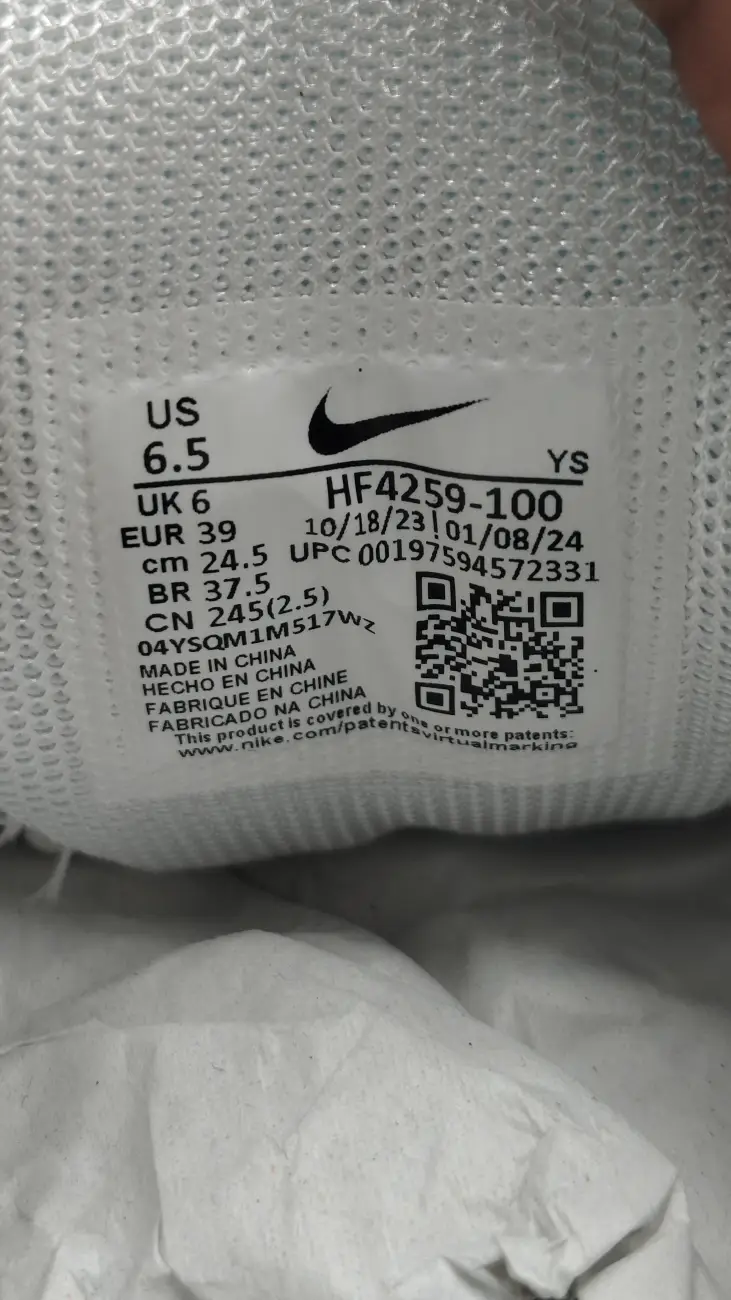 US
6.5
YS
UK 6
HF4259-100
EUR 39
10/18/23 | 01/08/24
cm 24.5
UPC 00197594572331
BR 37.5
CN 245(2.5)
04YSQM1M517WZ
MADE IN CHINA
HECHO EN CHINA
FABRIQUE EN CHINE
FABRICADO NA CHINA
This product is covered by one or more patents:
www.nike.com/patentsvirtualmarking